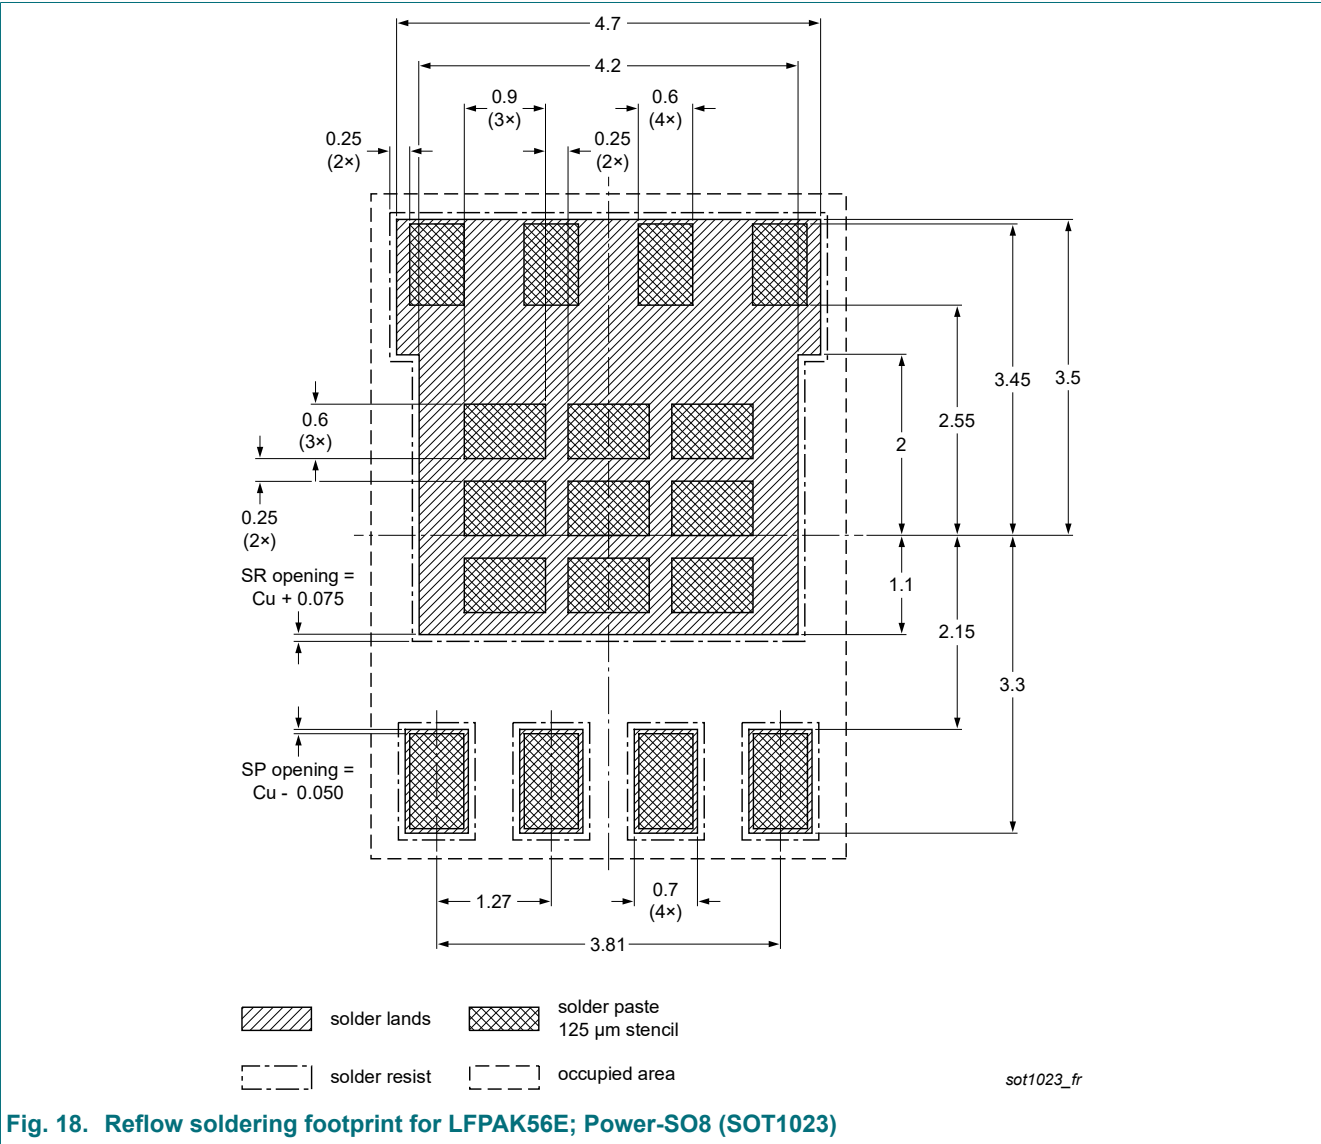 4.7
4.2
0.9
(3×)
0.6
(4×)
0.25
(2×)
0.25
(2×)
3.45
3.5
2.55
0.6
(3×)
2
0.25
(2×)
SR opening =
Cu + 0.075
1.1
2.15
3.3
SP opening =
Cu - 0.050
1.27
0.7
(4×)
3.81
solder lands
solder paste
125 µm stencil
solder resist
occupied area
sot1023_fr
Fig. 18. Reflow soldering footprint for LFPAK56E; Power-SO8 (SOT1023)